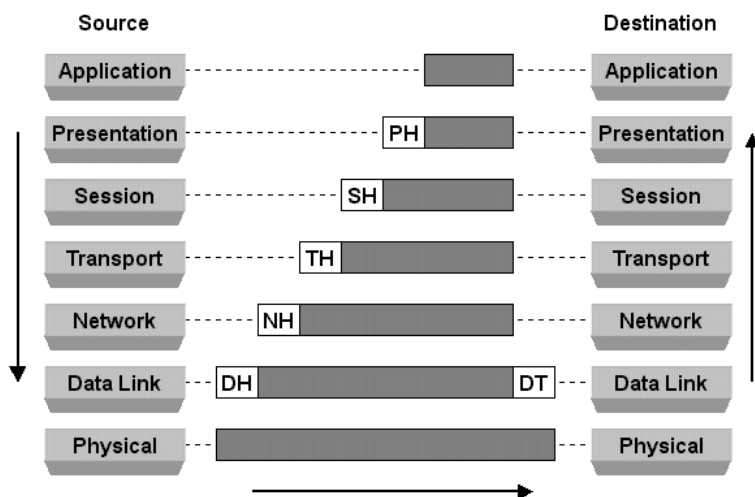 Source Destination
Application Application
Presentation PH Presentation
Session SH Session
Transport TH Transport
Network NH Network
Data Link DH DT Data Link
Physical Physical